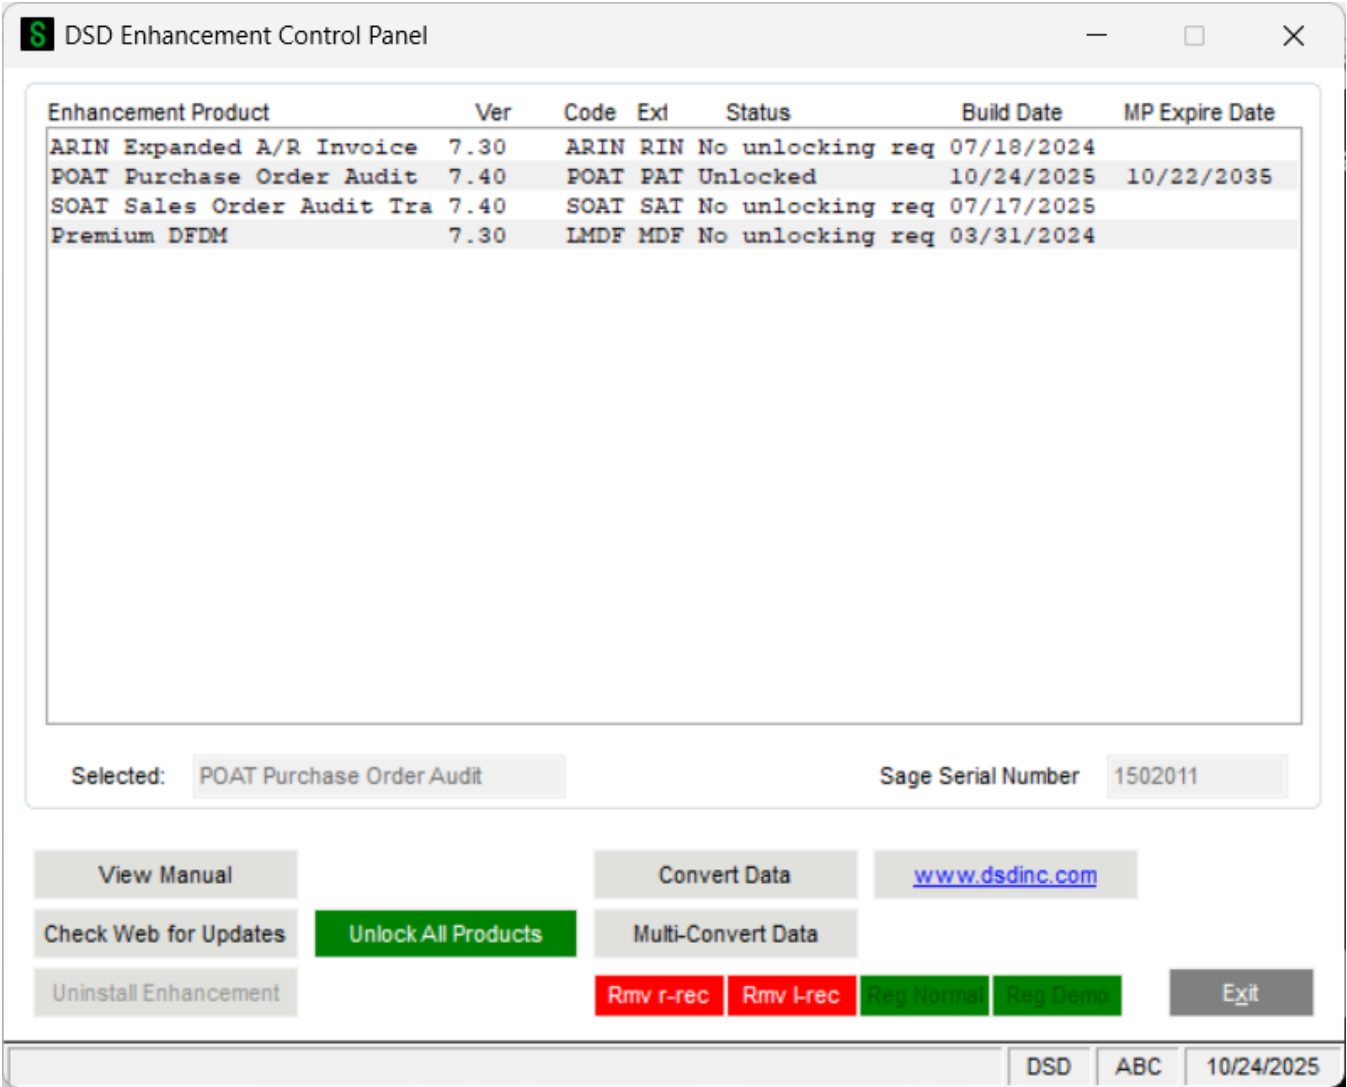 S DSD Enhancement Control Panel
Enhancement Product Ver Code Ext Status Build Date MP Expire Date
ARIN Expanded A/R Invoice 7.30 ARIN RIN No unlocking req 07/18/2024
POAT Purchase Order Audit 7.40 POAT PAT Unlocked 10/24/2025 10/22/2035
SOAT Sales Order Audit Tra 7.40 SOAT SAT No unlocking req 07/17/2025
Premium DFDM 7.30 LMDF MDF No unlocking req 03/31/2024
Selected: POAT Purchase Order Audit Sage Serial Number 1502011
View Manual Convert Data www.dsdinc.com
Check Web for Updates Unlock All Products Multi-Convert Data
Uninstall Enhancement Rmv r-rec Rmv l-rec Reg Normal Reg Demo Exit
DSD ABC 10/24/2025